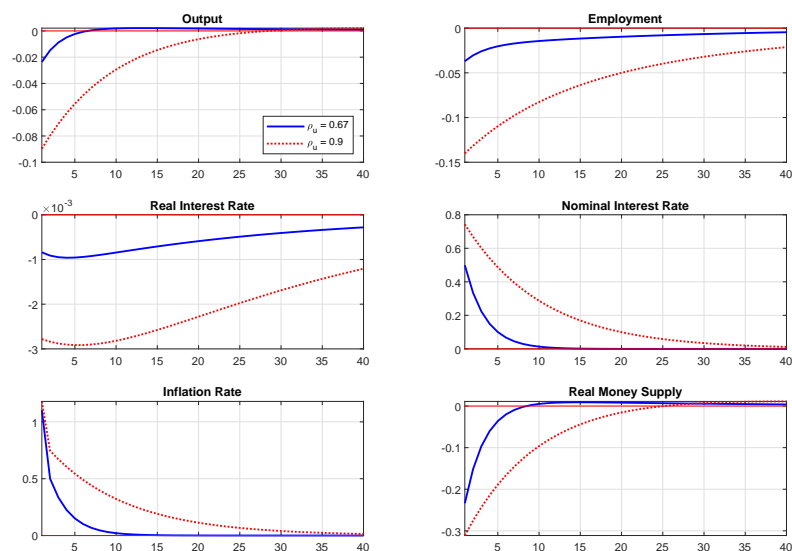 Output
0
-0.02
-0.04
-0.06
-0.08
-0.1
5 10 15 20 25 30 35 40
ρu = 0.67
ρu = 0.9
Employment
0
-0.05
-0.1
-0.15
5 10 15 20 25 30 35 40
×10-3
Real Interest Rate
0
-1
-2
-3
5 10 15 20 25 30 35 40
Nominal Interest Rate
0.8
0.6
0.4
0.2
0
5 10 15 20 25 30 35 40
Inflation Rate
1
0.5
0
5 10 15 20 25 30 35 40
Real Money Supply
0
-0.1
-0.2
-0.3
5 10 15 20 25 30 35 40